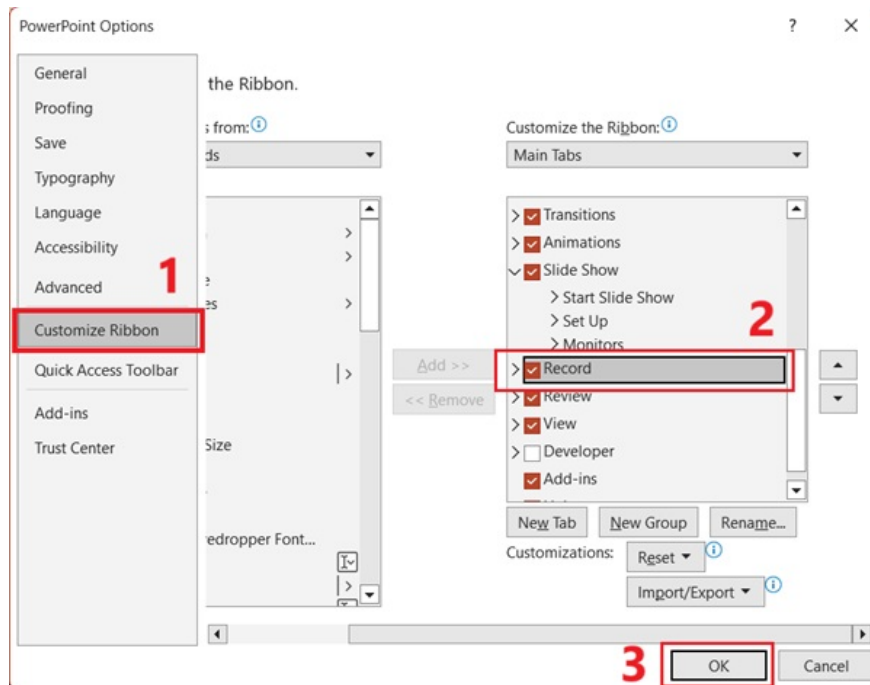 PowerPoint Options
?
General
Proofing
Save
Typography
Language
Accessibility
Advanced
1
Customize Ribbon
Quick Access Toolbar
Add-ins
Trust Center
the Ribbon.
from:
Size
Font...
Add >>
<< Remove
Customize the Ribbon:
Main Tabs
Transitions
Animations
Slide Show
Start Slide Show
Set Up
Monitors
2
Record
Review
View
Developer
Add-ins
New Tab
New Group
Rename...
Customizations:
Reset
Import/Export
3
OK
Cancel